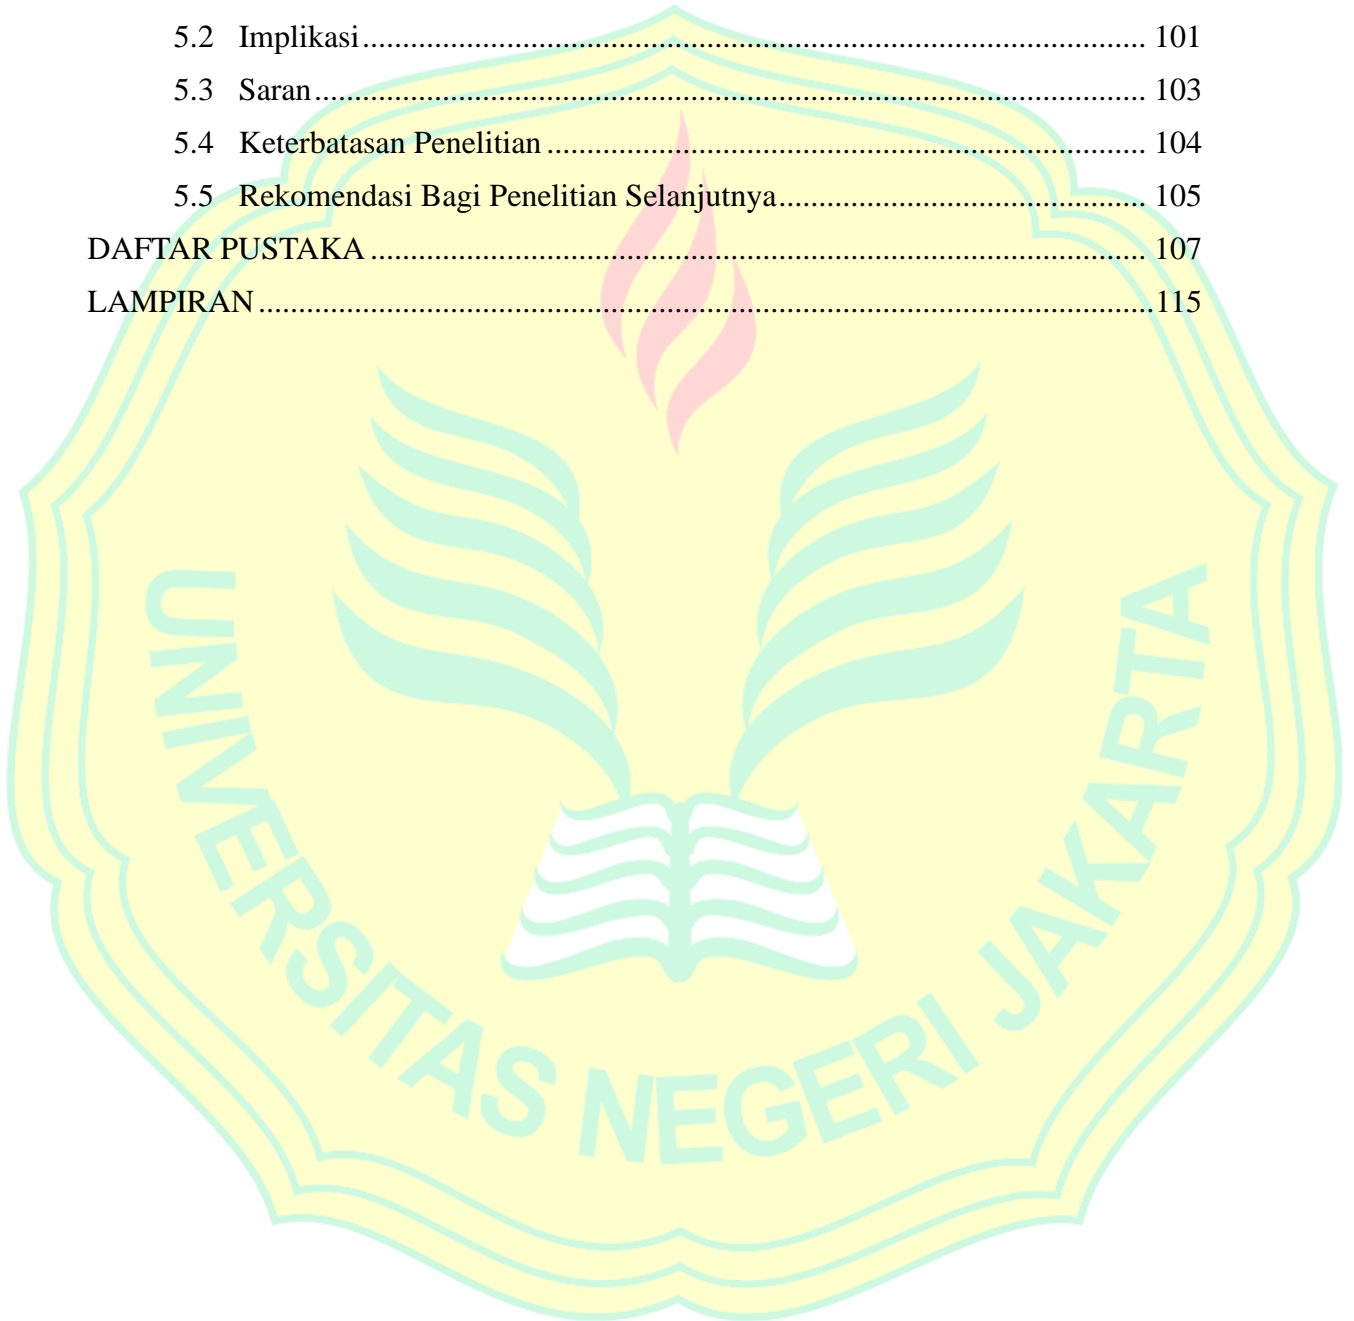 5.2 Implikasi........................................................................................................ 101
5.3 Saran.............................................................................................................. 103
5.4 Keterbatasan Penelitian................................................................................. 104
5.5 Rekomendasi Bagi Penelitian Selanjutnya.................................................... 105
DAFTAR PUSTAKA................................................................................................ 107
LAMPIRAN...............................................................................................................115
UNIVERSITAS NEGERI JAKARTA